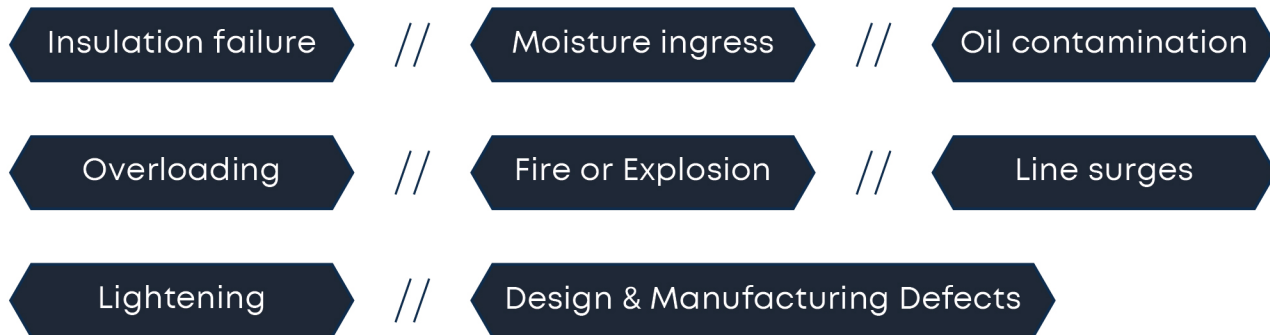 Insulation failure // Moisture ingress // Oil contamination
Overloading // Fire or Explosion // Line surges
Lightening // Design & Manufacturing Defects